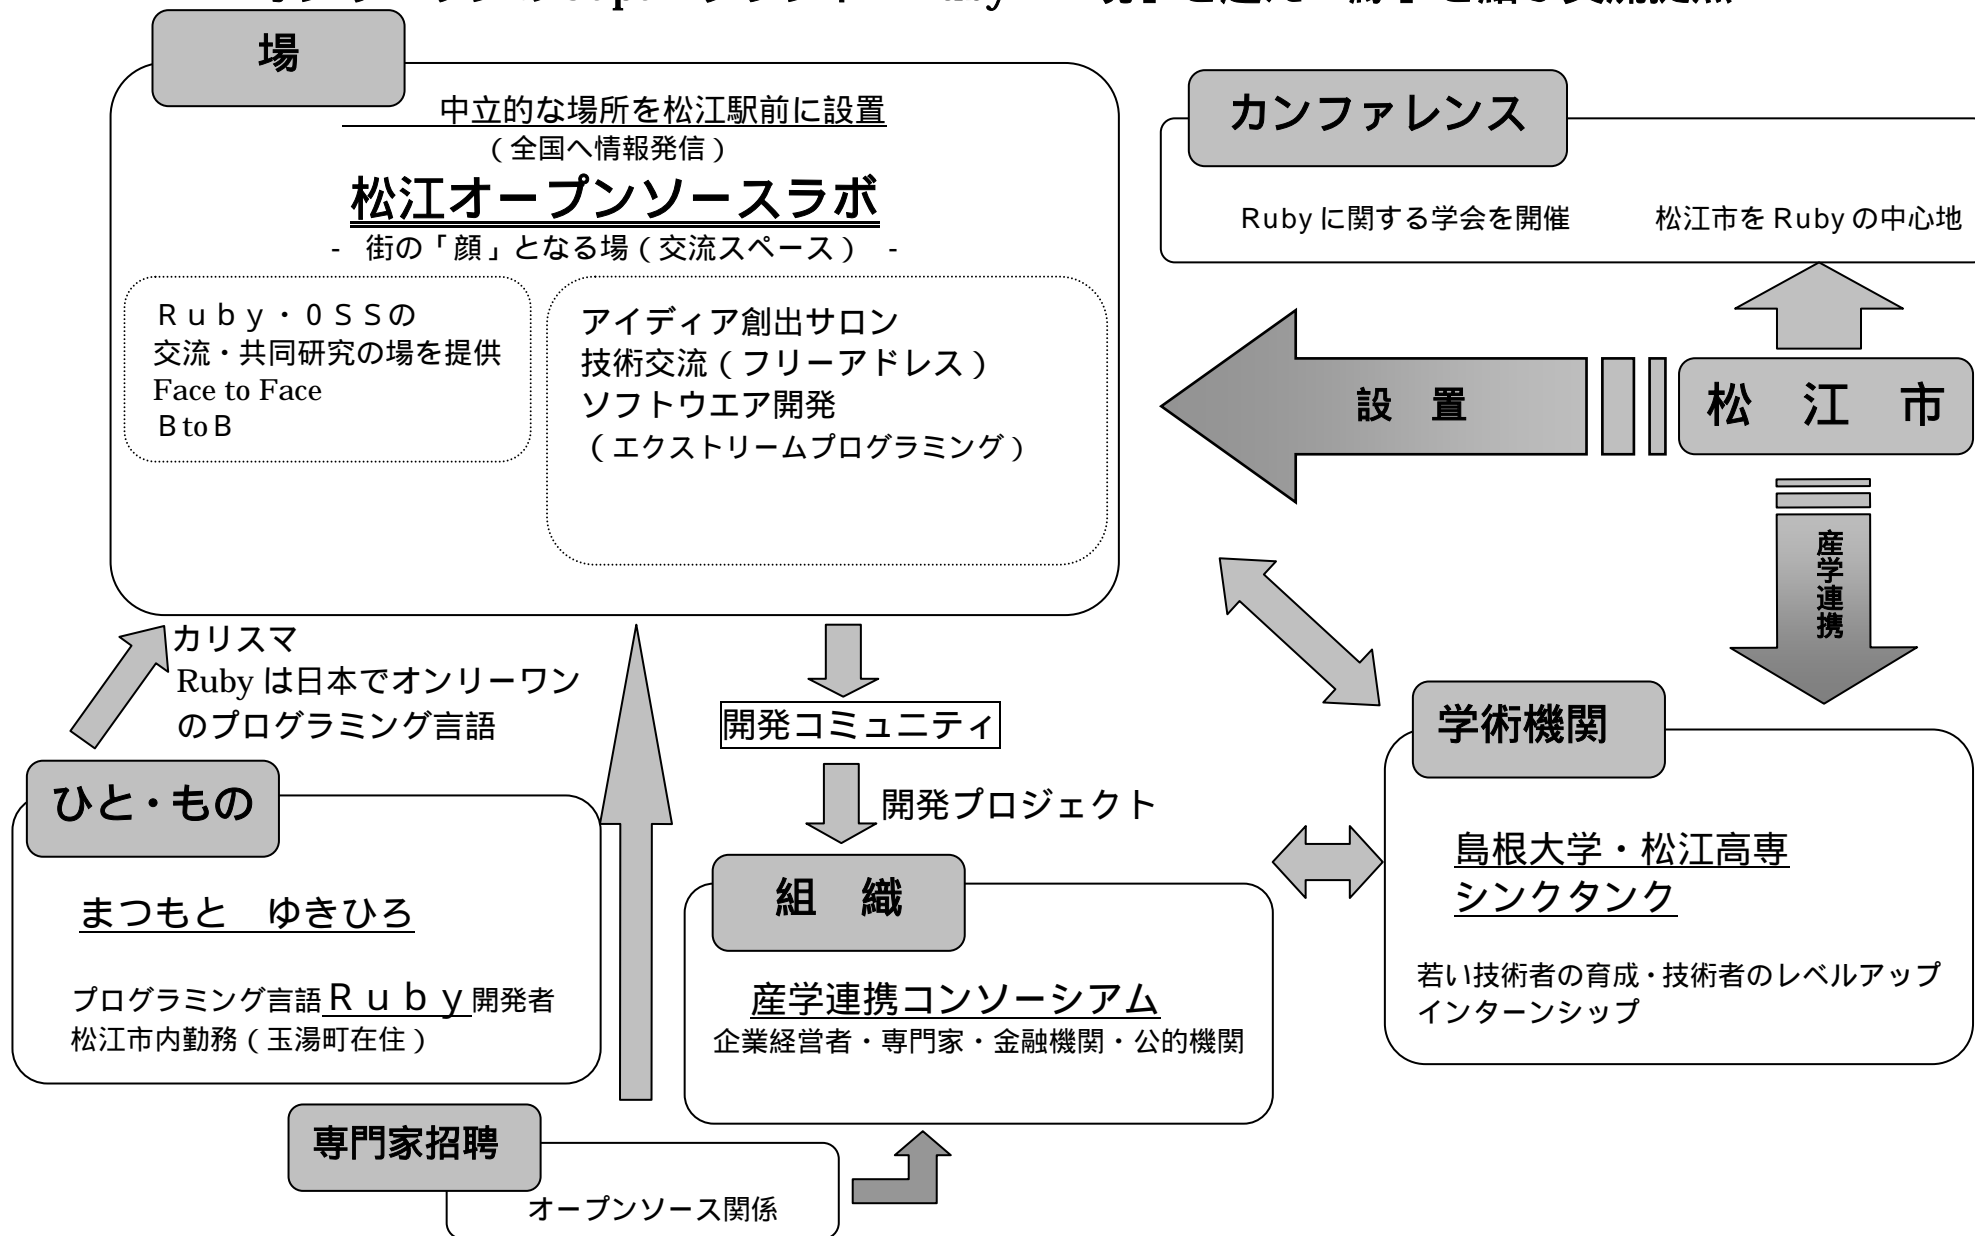 場
中立的な場所を松江駅前に設置
(全国へ情報発信)
松江オープンソースラボ
- 街の「顔」となる場(交流スペース) -
Ruby・OSSの
交流・共同研究の場を提供
Face to Face
B to B
アイディア創出サロン
技術交流(フリーアドレス)
ソフトウエア開発
(エクストリームプログラミング)
カンファレンス
Ruby に関する学会を開催 松江市を Ruby の中心地
設 置
松 江 市
産学連携
カリスマ
Ruby は日本でオンリーワン
のプログラミング言語
開発コミュニティ
開発プロジェクト
ひと・もの
まつもと ゆきひろ
プログラミング言語Ruby開発者
松江市内勤務(玉湯町在住)
組 織
産学連携コンソーシアム
企業経営者・専門家・金融機関・公的機関
学術機関
島根大学・松江高専
シンクタンク
若い技術者の育成・技術者のレベルアップ
インターンシップ
専門家招聘
オープンソース関係